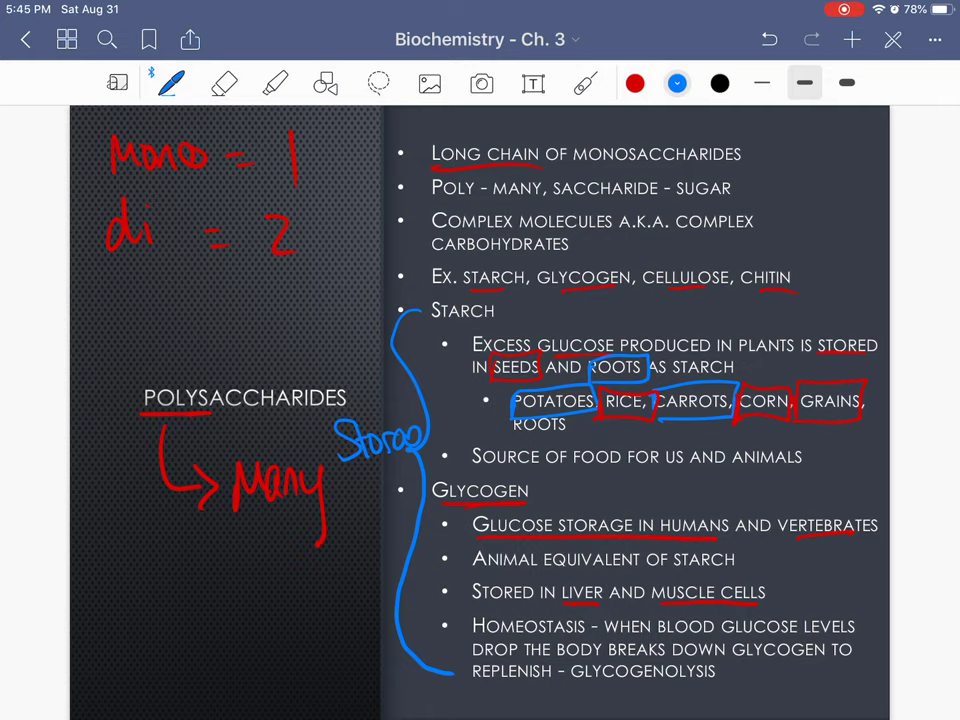 5:45 PM Sat Aug 31 78%
Biochemistry - Ch. 3
T
Mono = 1
di = 2
POLYSACCHARIDES
Many
Storag
• LONG CHAIN OF MONOSACCHARIDES
• POLY - MANY, SACCHARIDE - SUGAR
• COMPLEX MOLECULES A.K.A. COMPLEX
CARBOHYDRATES
• EX. STARCH, GLYCOGEN, CELLULOSE, CHITIN
• STARCH
• EXCESS GLUCOSE PRODUCED IN PLANTS IS STORED
IN SEEDS AND ROOTS AS STARCH
• POTATOES, RICE, CARROTS, CORN, GRAINS,
ROOTS
• SOURCE OF FOOD FOR US AND ANIMALS
• GLYCOGEN
• GLUCOSE STORAGE IN HUMANS AND VERTEBRATES
• ANIMAL EQUIVALENT OF STARCH
• STORED IN LIVER AND MUSCLE CELLS
• HOMEOSTASIS - WHEN BLOOD GLUCOSE LEVELS
DROP THE BODY BREAKS DOWN GLYCOGEN TO
REPLENISH - GLYCOGENOLYSIS